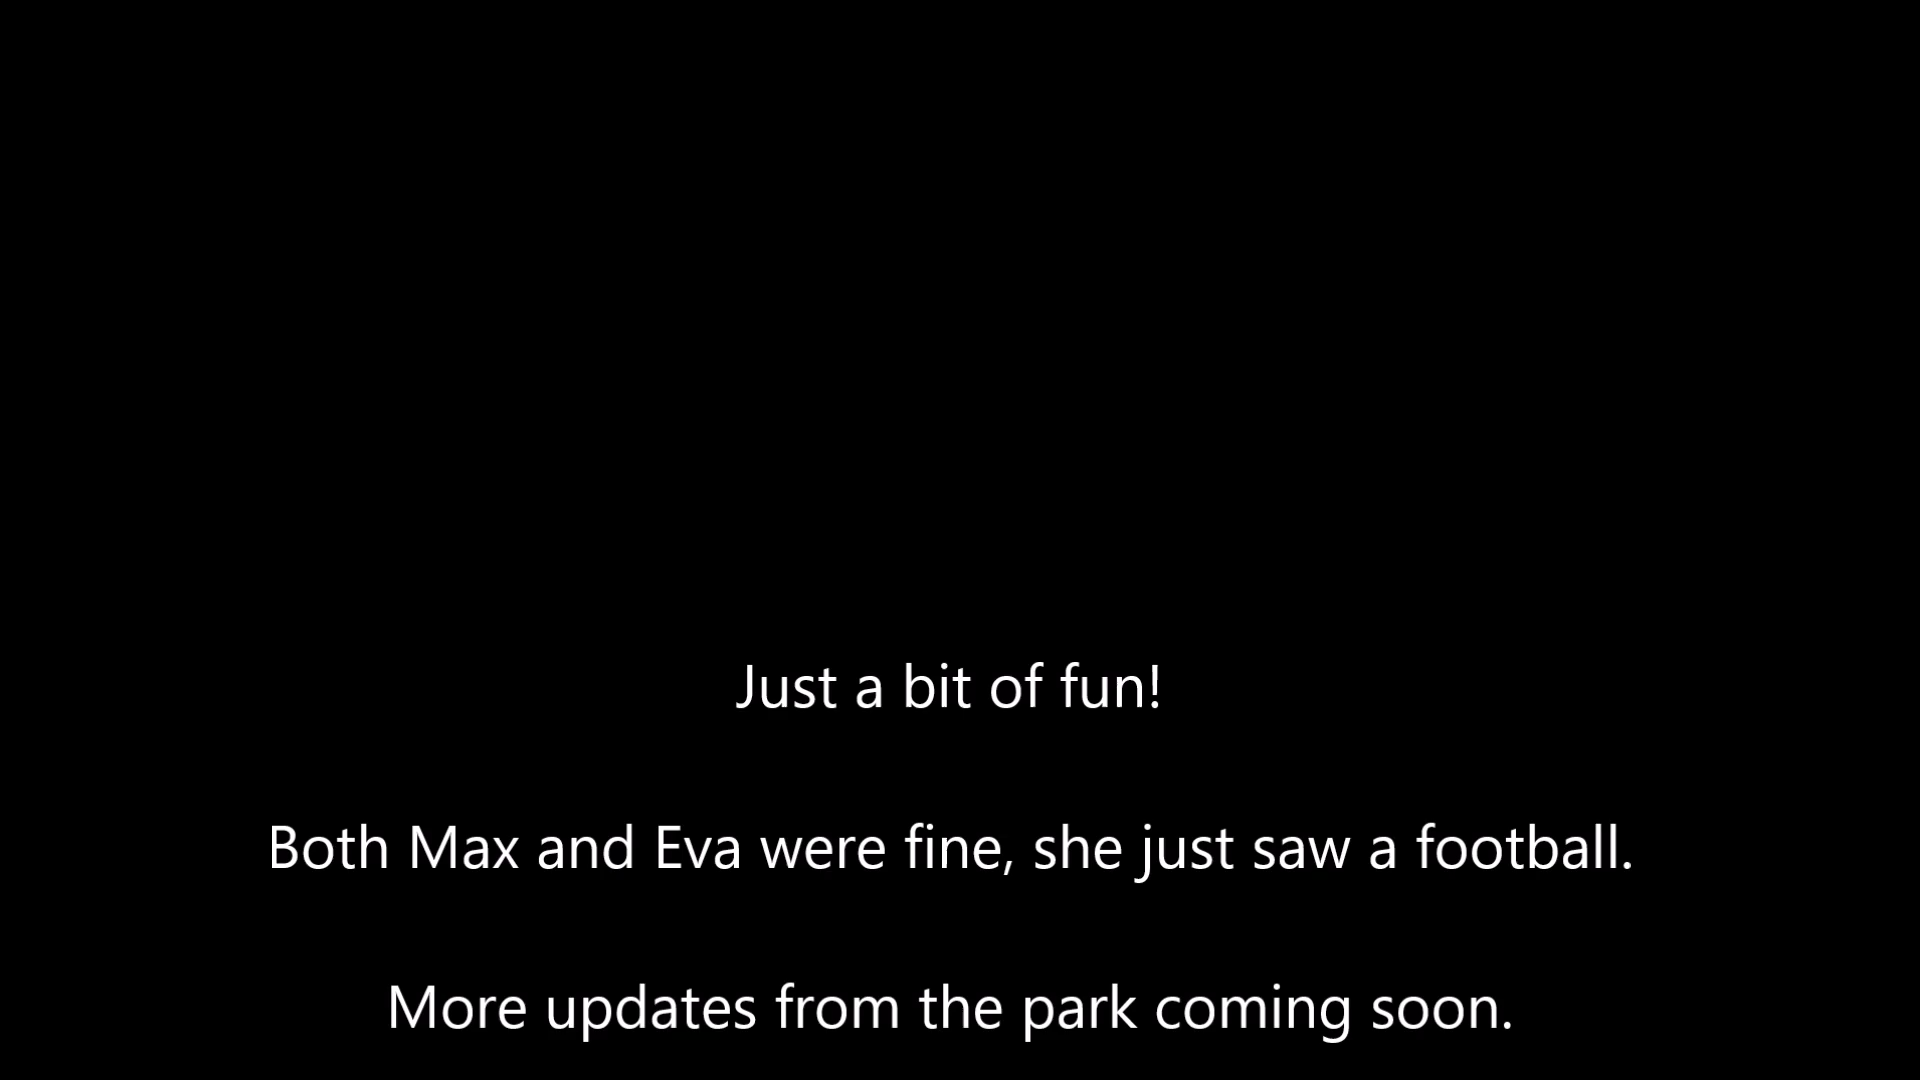 Just a bit of fun!
Both Max and Eva were fine, she just saw a football.
More updates from the park coming soon.